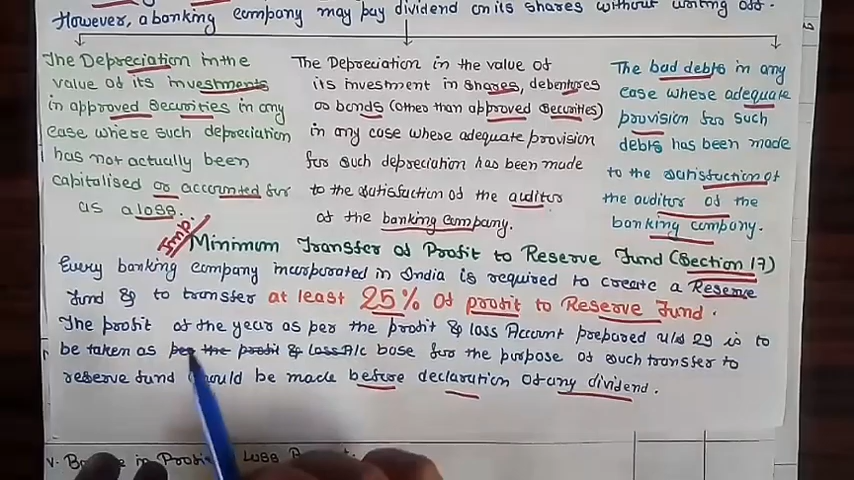 However, a banking company may pay dividend on its shares without writing off.
The Depreciation in the
value of its investments
in approved securities in any
case where such depreciation
has not actually been
capitalised or accounted for
as a loss.
The Depreciation in the value of
its investment in shares, debentures
or bonds (other than approved securities)
in any case where adequate provision
for such depreciation has been made
to the satisfaction of the auditor
of the banking company.
The bad debts in any
case where adequate
provision for such
debts has been made
to the satisfaction of
the auditor of the
banking company.
Imp.
Minimum Transfer of Profit to Reserve Fund (Section 17)
Every banking company incorporated in India is required to create a Reserve
fund & to transfer at least 25% of profit to Reserve Fund.
The profit of the year as per the profit & loss Account prepared u/s 29 is to
be taken as per the profit & loss A/c base for the purpose of such transfer to
reserve fund should be made before declaration of any dividend.
V. in Profit Loss